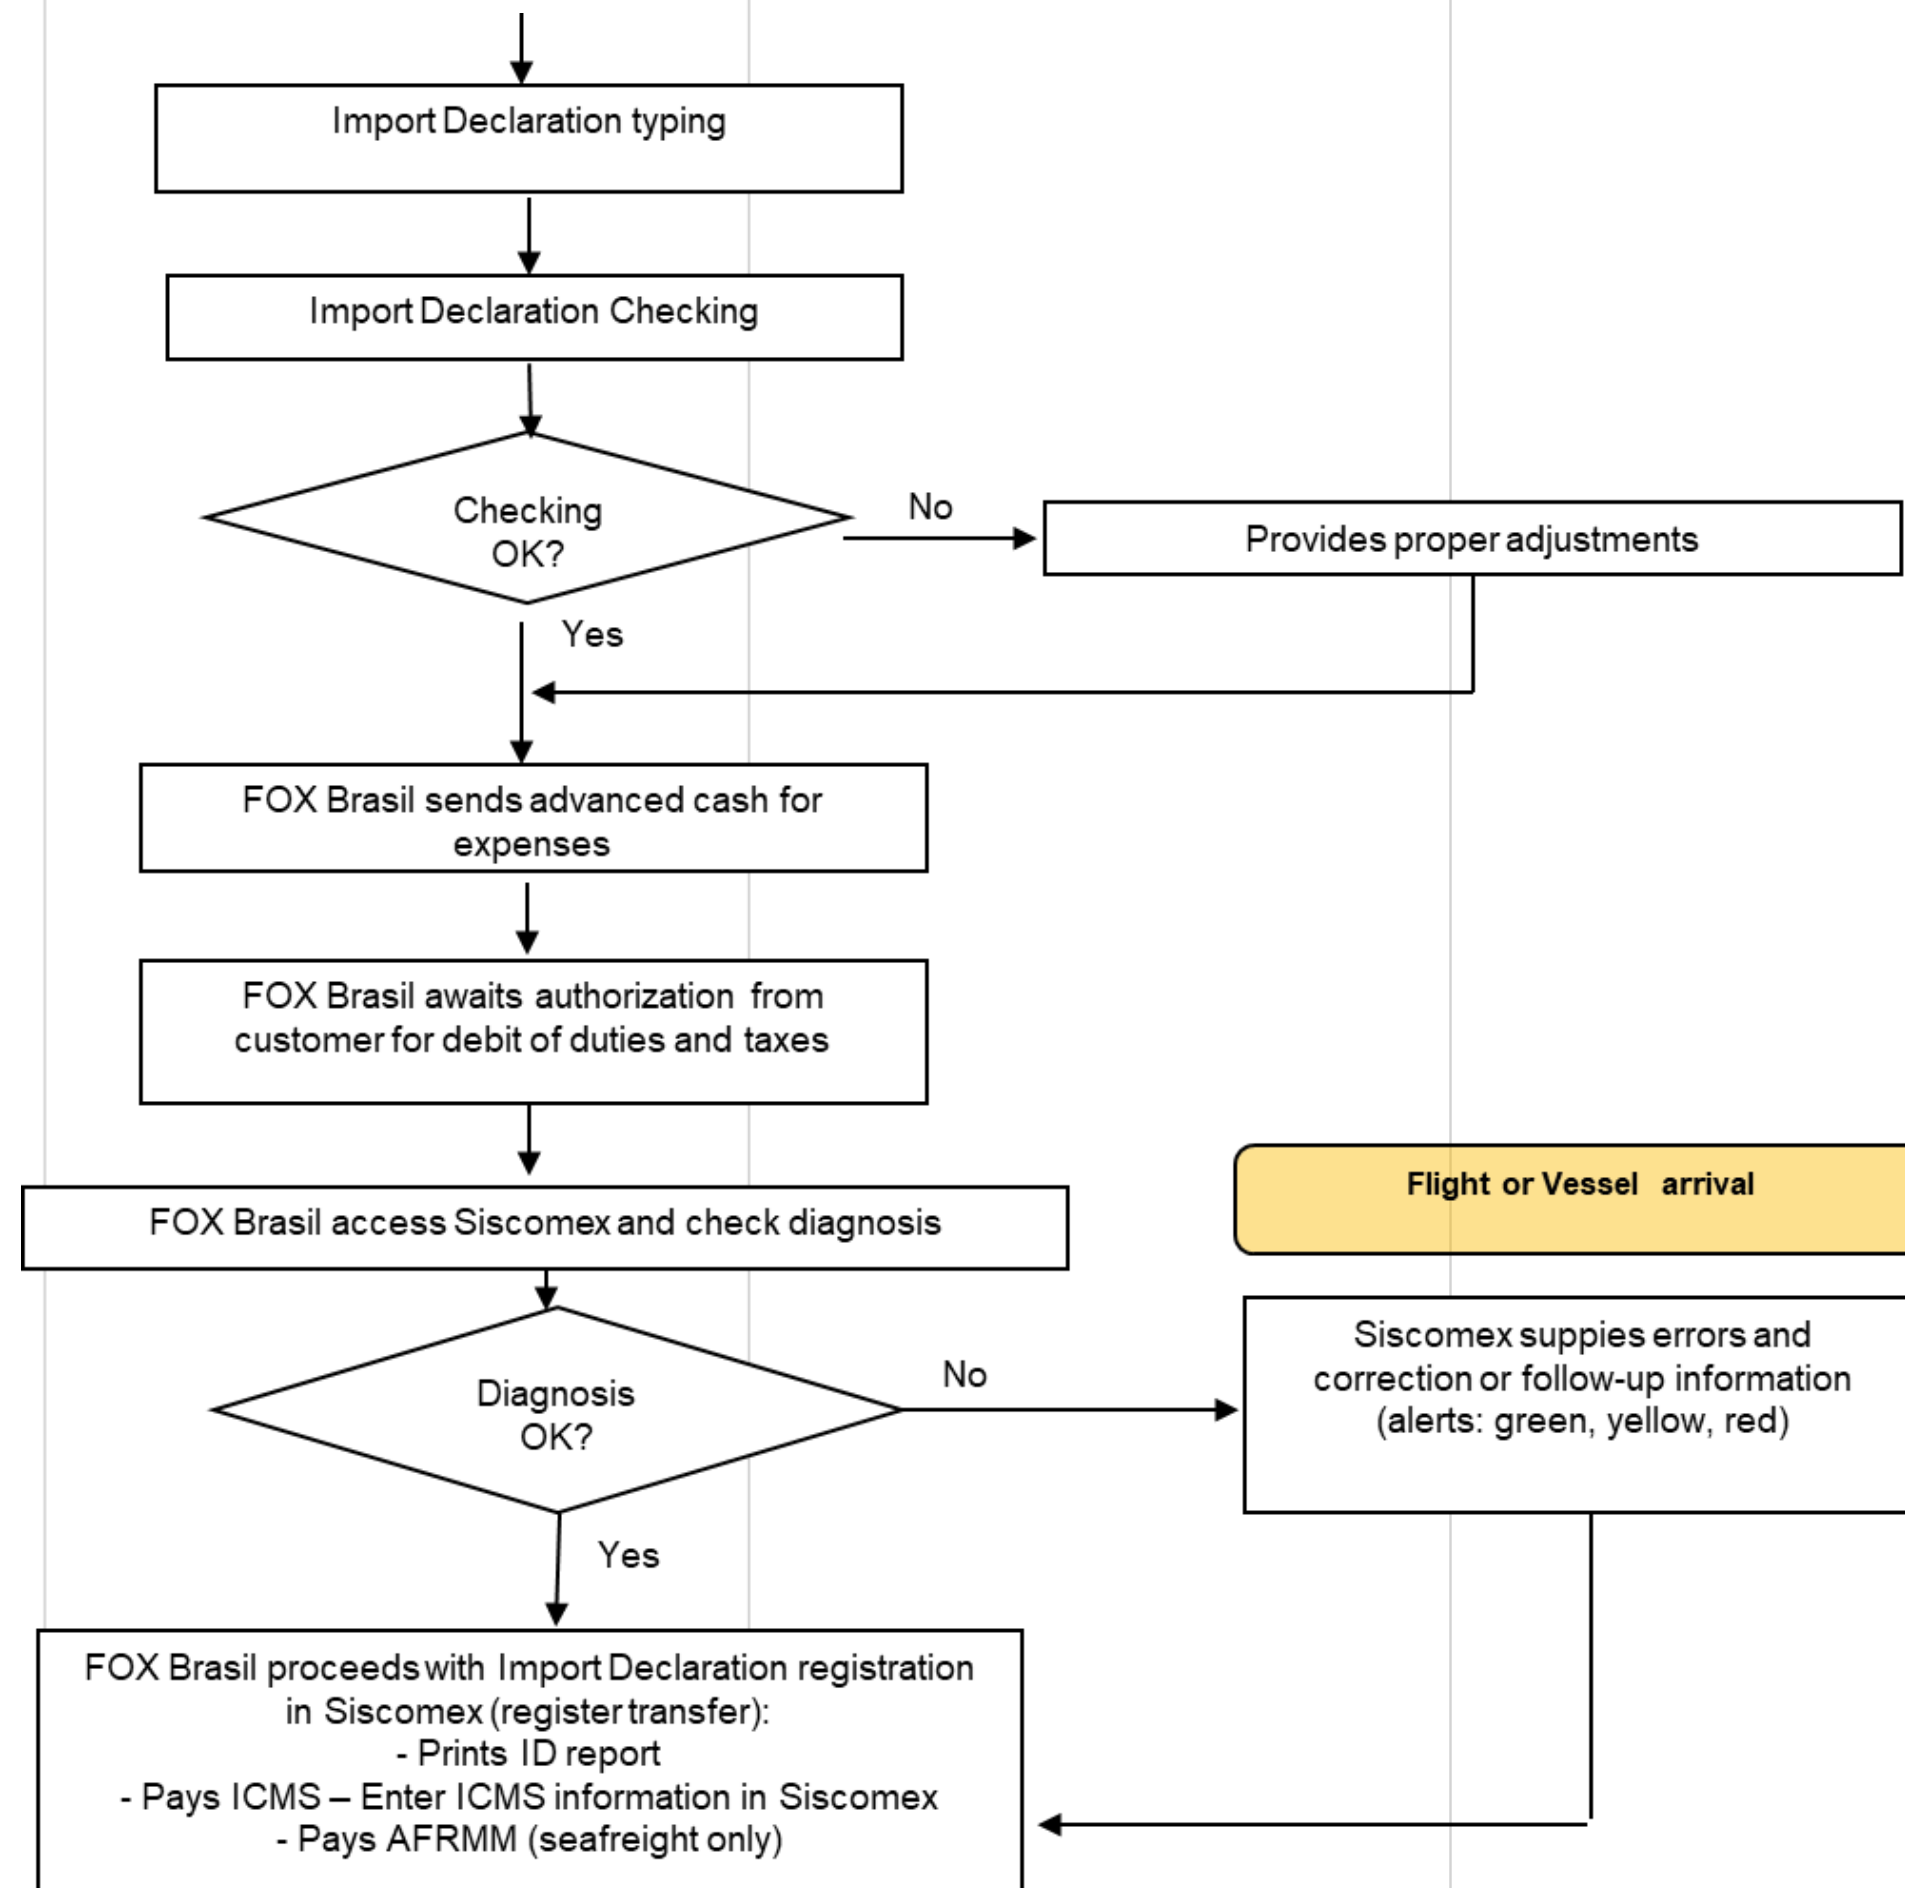 Import Declaration typing
Import Declaration Checking
Checking
OK?
No
Provides proper adjustments
Yes
FOX Brasil sends advanced cash for
expenses
FOX Brasil awaits authorization from
customer for debit of duties and taxes
Flight or Vessel arrival
FOX Brasil access Siscomex and check diagnosis
Siscomex suppies errors and
correction or follow-up information
(alerts: green, yellow, red)
No
Diagnosis
OK?
Yes
FOX Brasil proceeds with Import Declaration registration
in Siscomex (register transfer):
- Prints ID report
- Pays ICMS – Enter ICMS information in Siscomex
- Pays AFRMM (seafreight only)